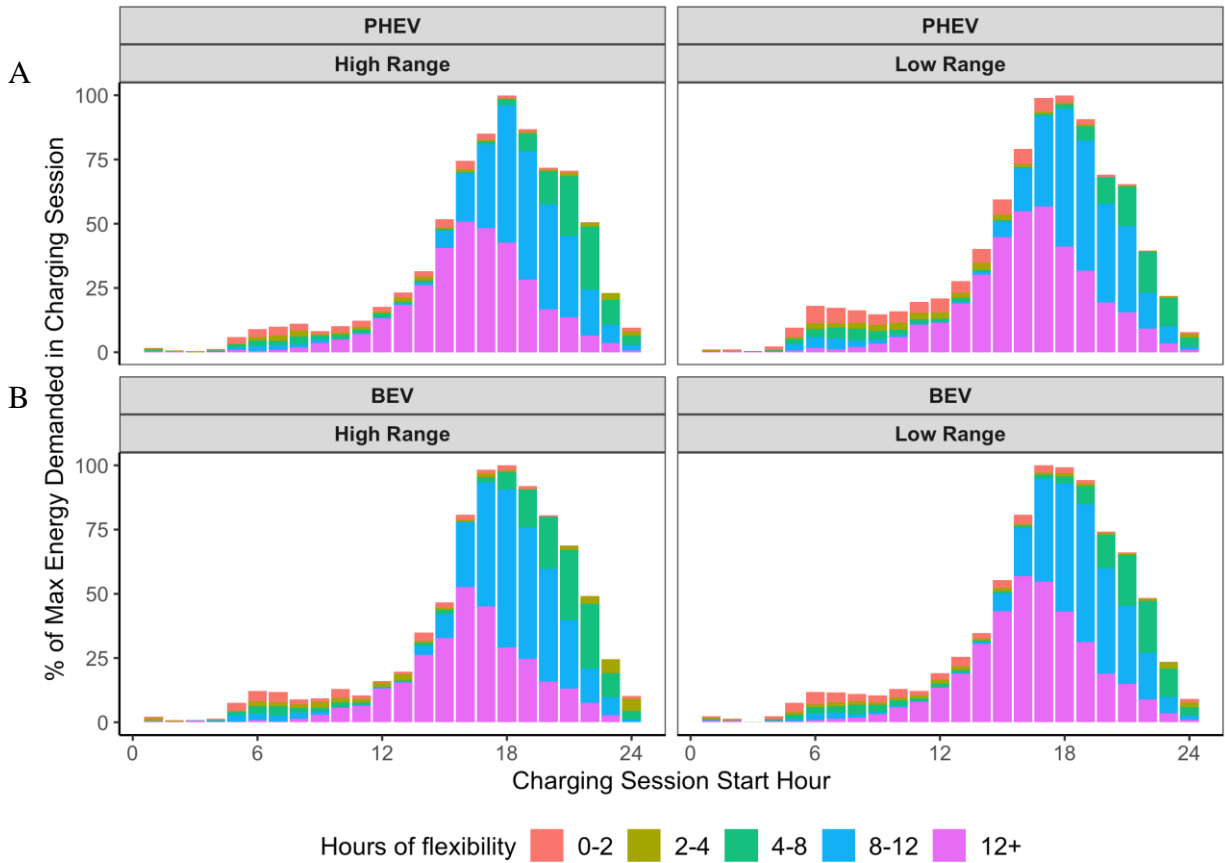 A
PHEV
PHEV
High Range
Low Range
100
75
50
25
0
% of Max Energy Demanded in Charging Session
B
BEV
BEV
High Range
Low Range
100
75
50
25
0
0 6 12 18 24
0 6 12 18 24
Charging Session Start Hour
Hours of flexibility 0-2 2-4 4-8 8-12 12+